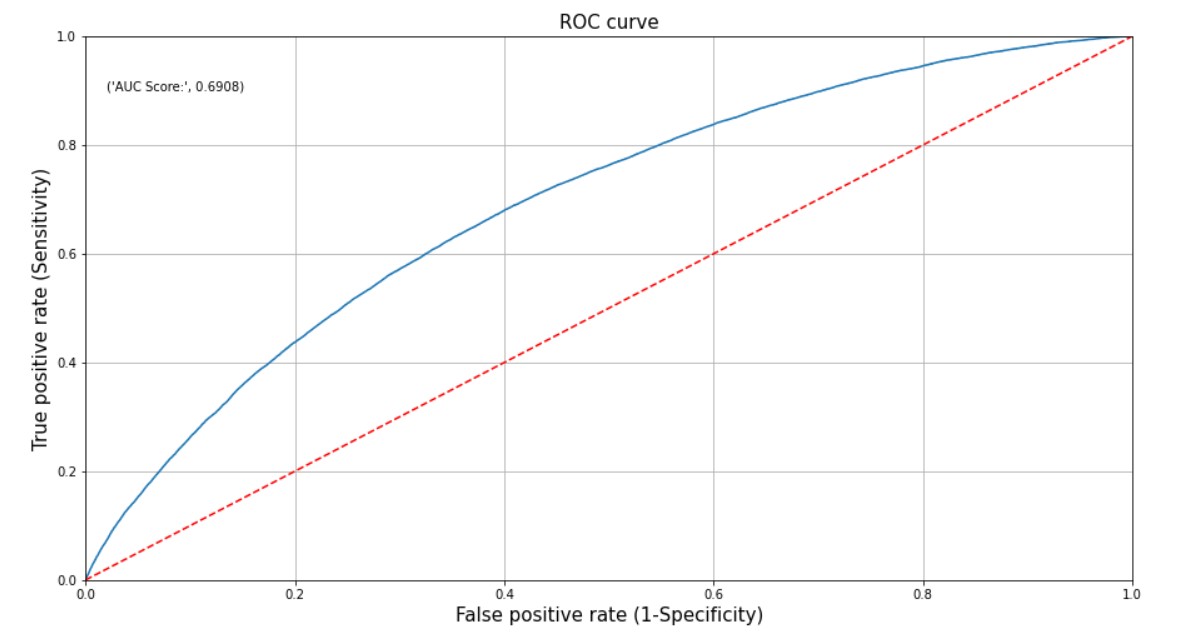 ROC curve
1.0
('AUC Score:', 0.6908)
0.8
0.6
0.4
0.2
0.0
True positive rate (Sensitivity)
0.0 0.2 0.4 0.6 0.8 1.0
False positive rate (1-Specificity)